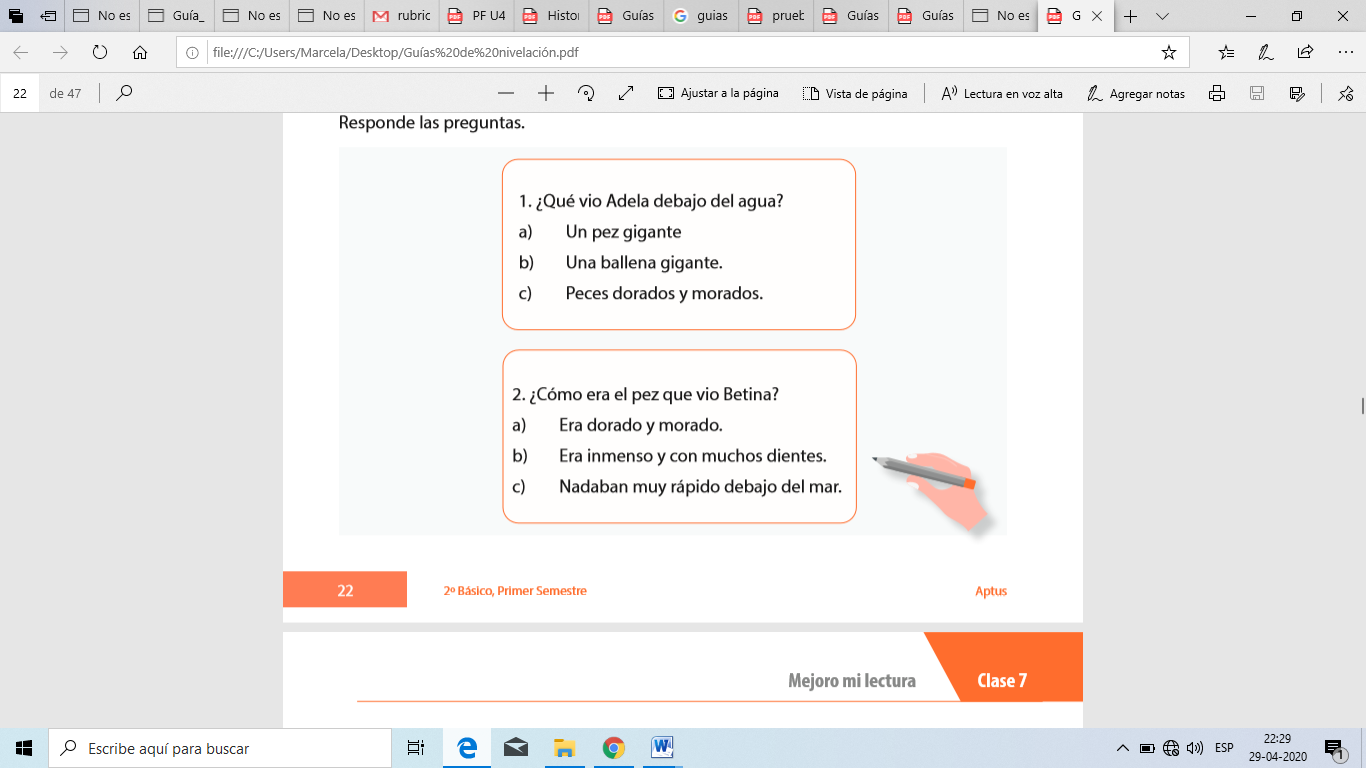 No es
Guía_
No es
No es
rubric
PF U4
Histor
Guías
guias
prueb
Guías
Guías
No es
G
file:///C:/Users/Marcela/Desktop/Guías%20de%20nivelación.pdf
22 de 47 Ajustar a la página Vista de página Lectura en voz alta Agregar notas
Responde las preguntas.
1. ¿Qué vio Adela debajo del agua?
a) Un pez gigante
b) Una ballena gigante.
c) Peces dorados y morados.
2. ¿Cómo era el pez que vio Betina?
a) Era dorado y morado.
b) Era inmenso y con muchos dientes.
c) Nadaban muy rápido debajo del mar.
22 2º Básico, Primer Semestre Aptus
Mejoro mi lectura Clase 7
Escribe aquí para buscar
ESP
22:29
29-04-2020
1